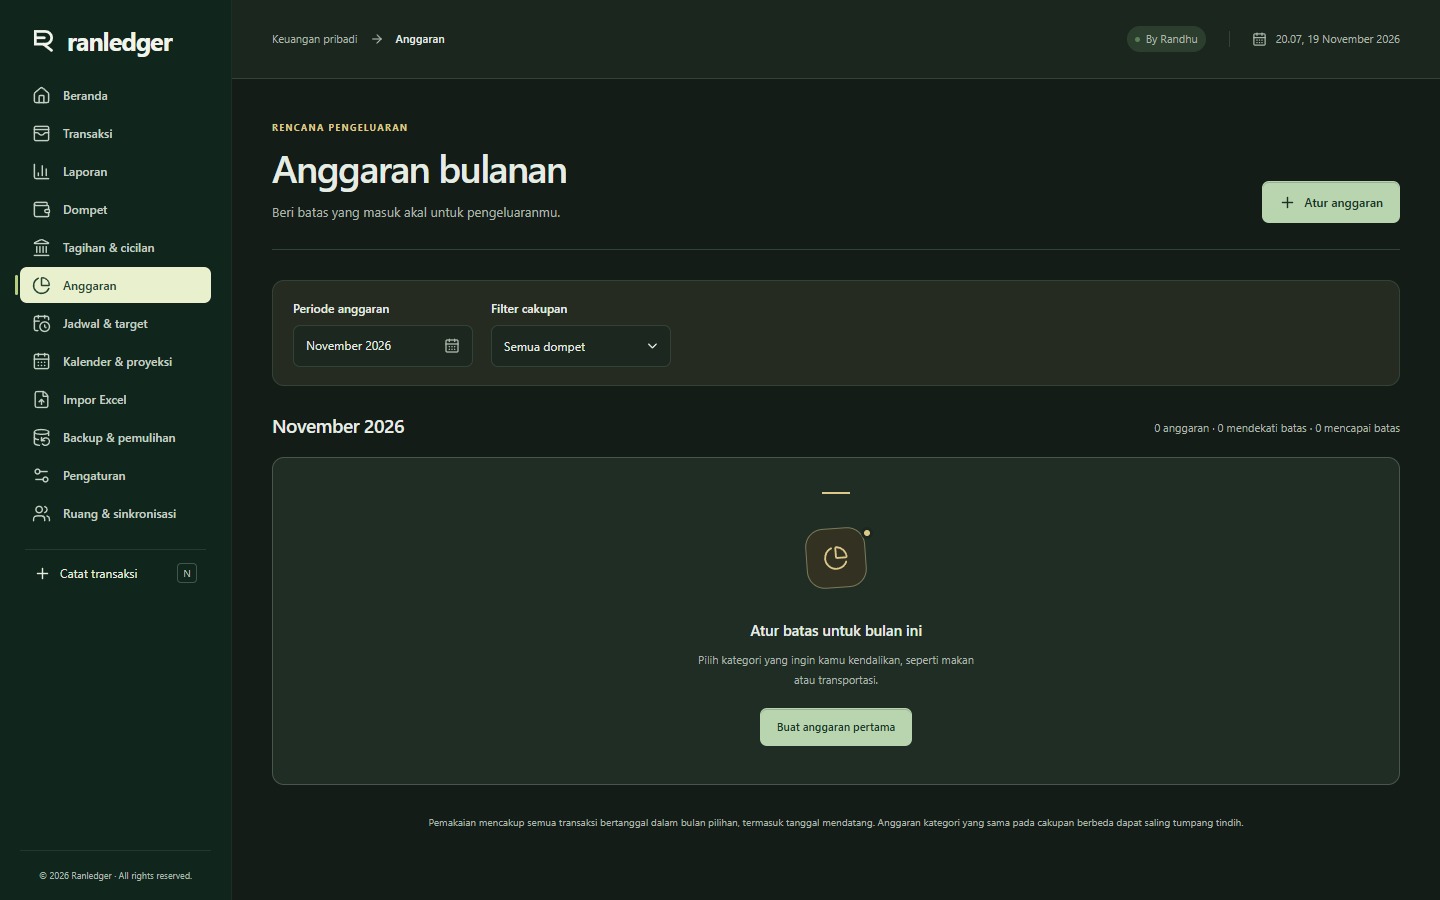 ranledger
Beranda
Transaksi
Laporan
Dompet
Tagihan & cicilan
Anggaran
Jadwal & target
Kalender & proyeksi
Impor Excel
Backup & pemulihan
Pengaturan
Ruang & sinkronisasi
Catat transaksi N
© 2026 Ranledger · All rights reserved.
Keuangan pribadi Anggaran
By Randhu
20.07, 19 November 2026
RENCANA PENGELUARAN
Anggaran bulanan
Beri batas yang masuk akal untuk pengeluaranmu.
Atur anggaran
Periode anggaran
November 2026
Filter cakupan
Semua dompet
November 2026
0 anggaran · 0 mendekati batas · 0 mencapai batas
Atur batas untuk bulan ini
Pilih kategori yang ingin kamu kendalikan, seperti makan
atau transportasi.
Buat anggaran pertama
Pemakaian mencakup semua transaksi bertanggal dalam bulan pilihan, termasuk tanggal mendatang. Anggaran kategori yang sama pada cakupan berbeda dapat saling tumpang tindih.